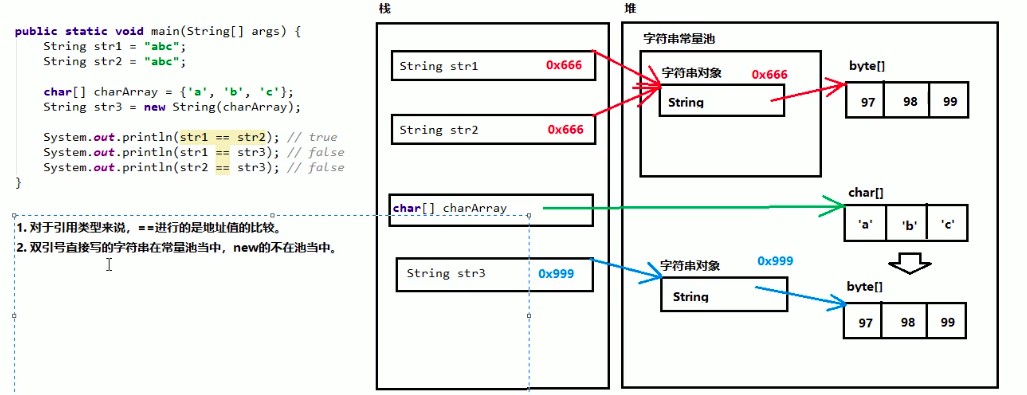 public static void main(String[] args) {
String str1 = "abc";
String str2 = "abc";
char[] charArray = {'a', 'b', 'c'};
String str3 = new String(charArray);
System.out.println(str1 == str2); // true
System.out.println(str1 == str3); // false
System.out.println(str2 == str3); // false
}
1. 对于引用类型来说，==进行的是地址值的比较。
2. 双引号直接写的字符串在常量池当中，new的不在池当中。
栈
String str1 0x666
String str2 0x666
char[] charArray
String str3 0x999
堆
字符串常量池
字符串对象 0x666
String
byte[]
97 98 99
char[]
'a' 'b' 'c'
字符串对象 0x999
String
byte[]
97 98 99